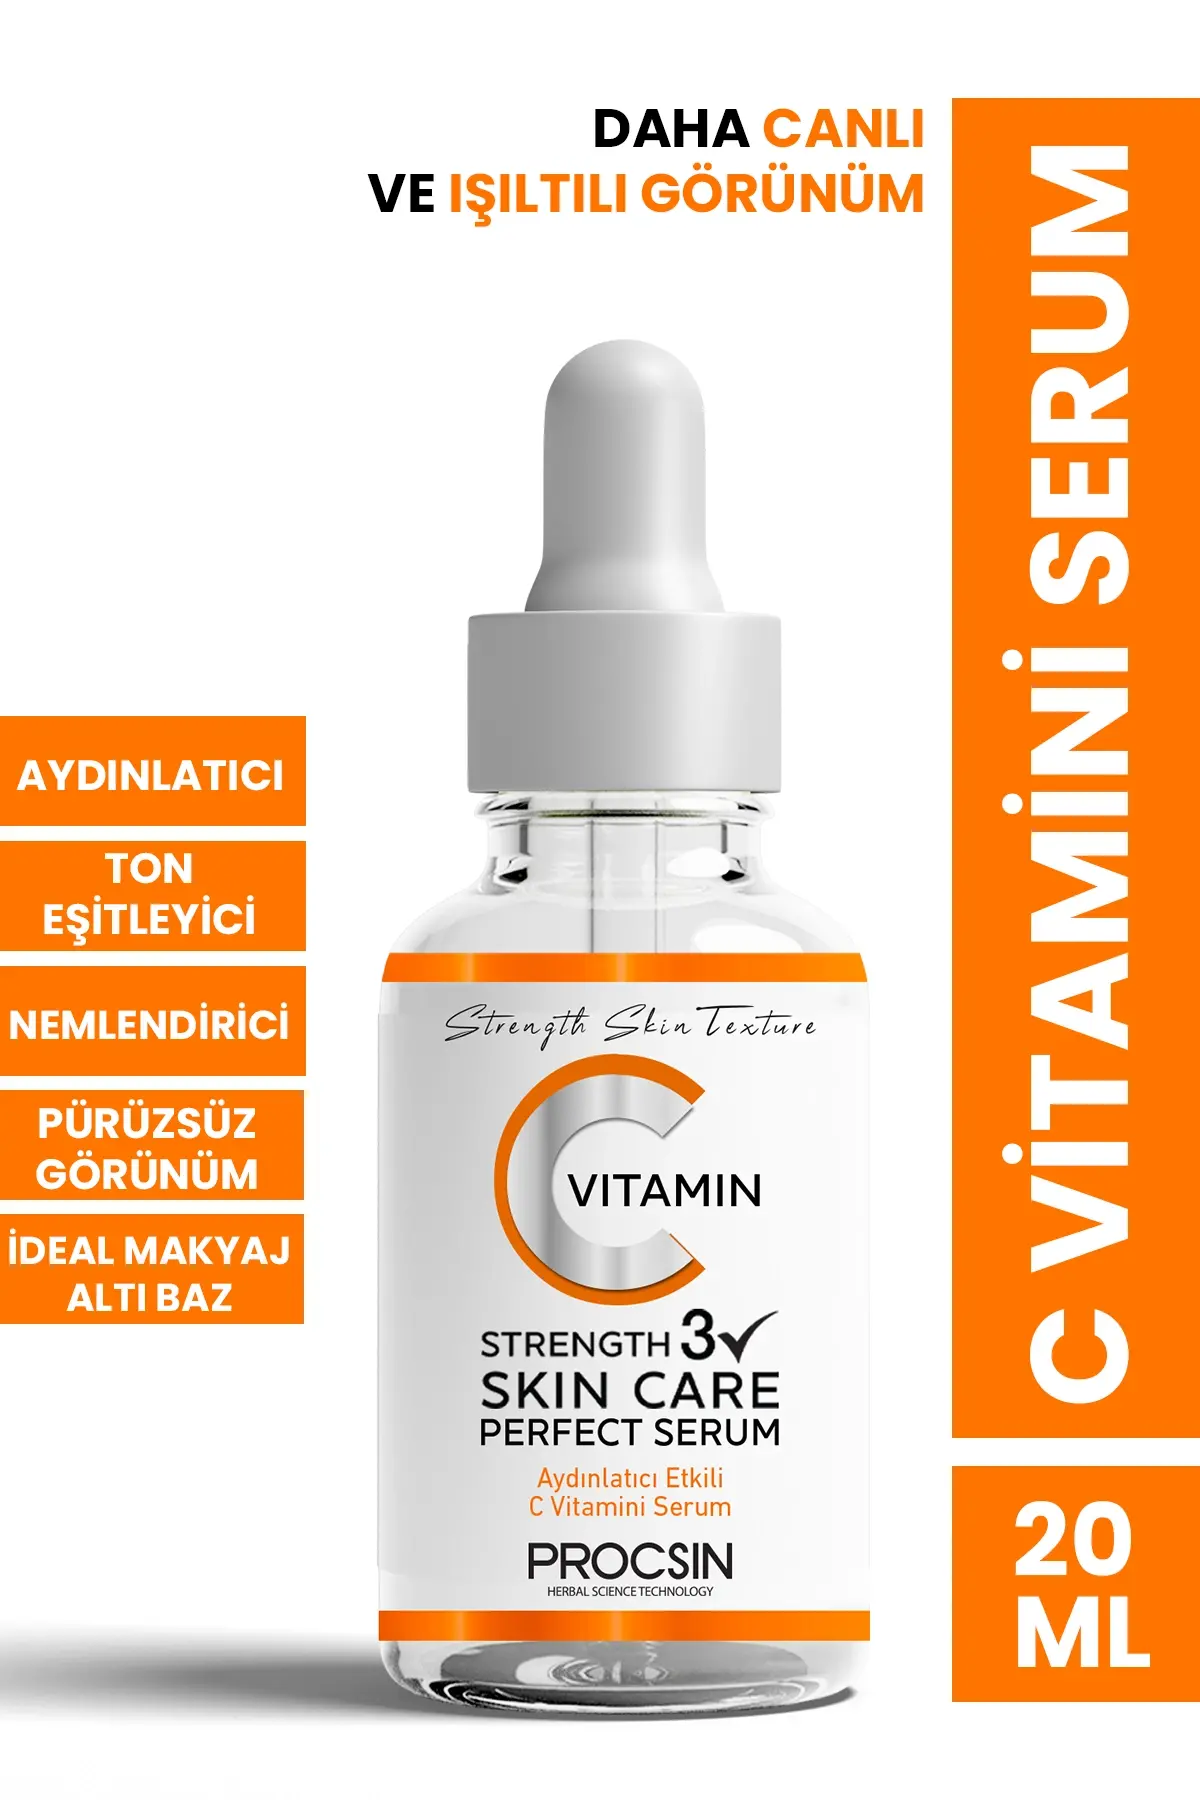 DAHA CANLI
VE IŞILTILI GÖRÜNÜM
C VİTAMİNİ SERUM
20
ML
AYDINLATICI
TON
EŞİTLEYİCİ
NEMLENDİRİCİ
PÜRÜZSÜZ
GÖRÜNÜM
İDEAL MAKYAJ
ALTI BAZ
Strength Skin Texture
C
VITAMIN
STRENGTH 3✓
SKIN CARE
PERFECT SERUM
Aydınlatıcı Etkili
C Vitamini Serum
PROCSIN
HERBAL SCIENCE TECHNOLOGY